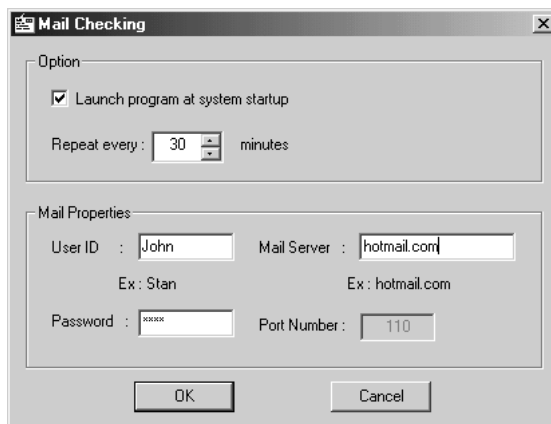 Mail Checking
Option
Launch program at system startup
Repeat every : 30 minutes
Mail Properties
User ID : John Mail Server : hotmail.com
Ex : Stan Ex : hotmail.com
Password : xxxx Port Number : 110
OK Cancel